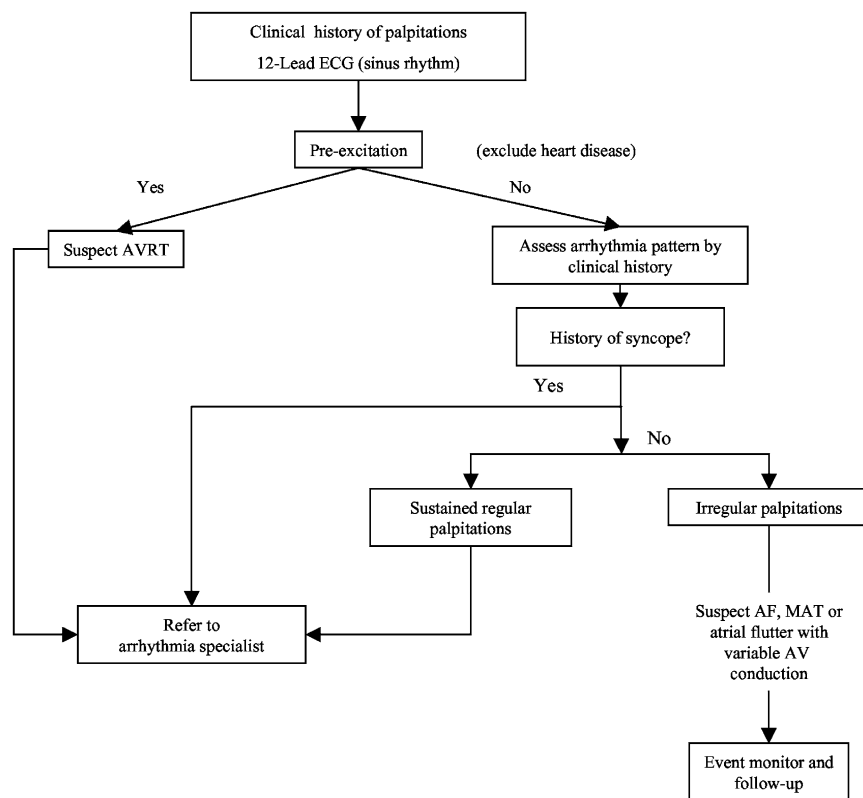 Clinical history of palpitations
12-Lead ECG (sinus rhythm)
Pre-excitation
(exclude heart disease)
Yes
No
Suspect AVRT
Assess arrhythmia pattern by
clinical history
History of syncope?
Yes
No
Sustained regular
palpitations
Irregular palpitations
Refer to
arrhythmia specialist
Suspect AF, MAT or
atrial flutter with
variable AV
conduction
Event monitor and
follow-up